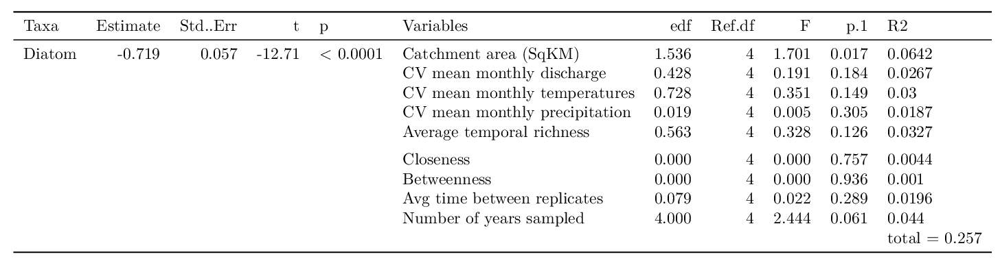 Taxa Estimate Std..Err t p Variables edf Ref.df F p.1 R2
Diatom -0.719 0.057 -12.71 < 0.0001 Catchment area (SqKM) 1.536 4 1.701 0.017 0.0642
CV mean monthly discharge 0.428 4 0.191 0.184 0.0267
CV mean monthly temperatures 0.728 4 0.351 0.149 0.03
CV mean monthly precipitation 0.019 4 0.005 0.305 0.0187
Average temporal richness 0.563 4 0.328 0.126 0.0327
Closeness 0.000 4 0.000 0.757 0.0044
Betweenness 0.000 4 0.000 0.936 0.001
Avg time between replicates 0.079 4 0.022 0.289 0.0196
Number of years sampled 4.000 4 2.444 0.061 0.044
total = 0.257